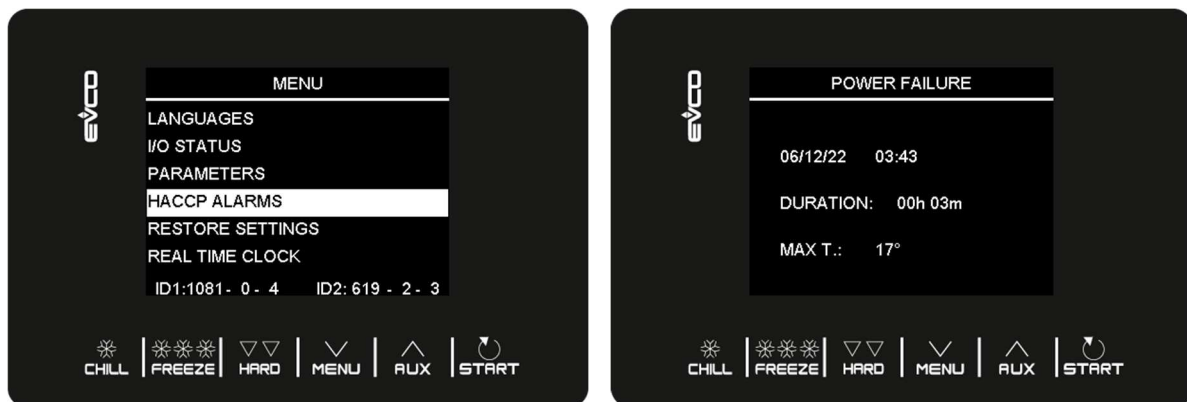 evco
MENU
LANGUAGES
I/O STATUS
PARAMETERS
HACCP ALARMS
RESTORE SETTINGS
REAL TIME CLOCK
ID1:1081- 0 - 4 ID2: 619 - 2 - 3
CHILL FREEZE HARD MENU AUX START
evco
POWER FAILURE
06/12/22 03:43
DURATION: 00h 03m
MAX T.: 17°
CHILL FREEZE HARD MENU AUX START